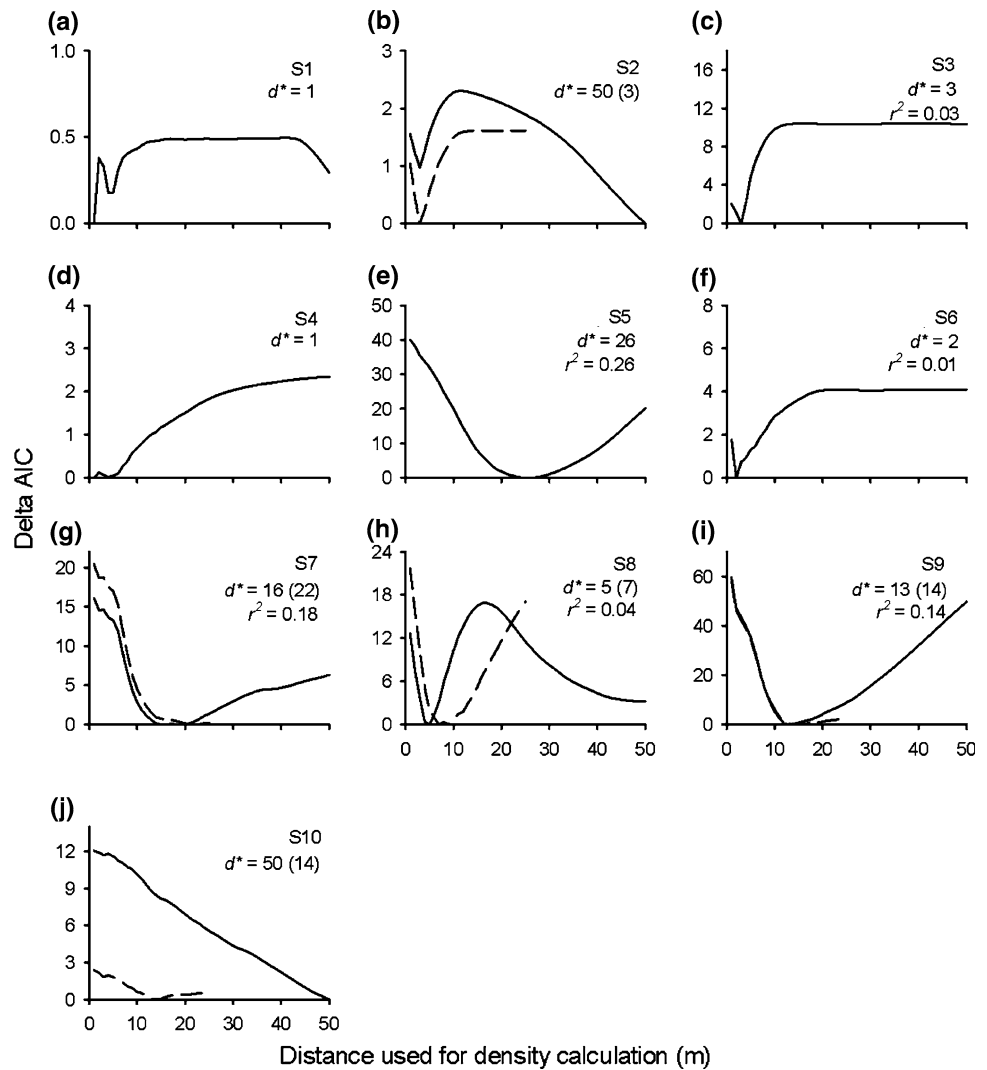 (a)
S1
d* = 1
1.0
0.5
0.0
(b)
S2
d* = 50 (3)
3
2
1
0
(c)
S3
d* = 3
r² = 0.03
16
12
8
4
0
(d)
S4
d* = 1
4
3
2
1
0
(e)
S5
d* = 26
r² = 0.26
50
40
30
20
10
0
(f)
S6
d* = 2
r² = 0.01
8
6
4
2
0
Delta AIC
(g)
S7
d* = 16 (22)
r² = 0.18
20
15
10
5
0
(h)
S8
d* = 5 (7)
r² = 0.04
24
18
12
6
0
0 10 20 30 40 50
(i)
S9
d* = 13 (14)
r² = 0.14
60
40
20
0
0 10 20 30 40 50
(j)
S10
d* = 50 (14)
12
9
6
3
0
0 10 20 30 40 50
Distance used for density calculation (m)